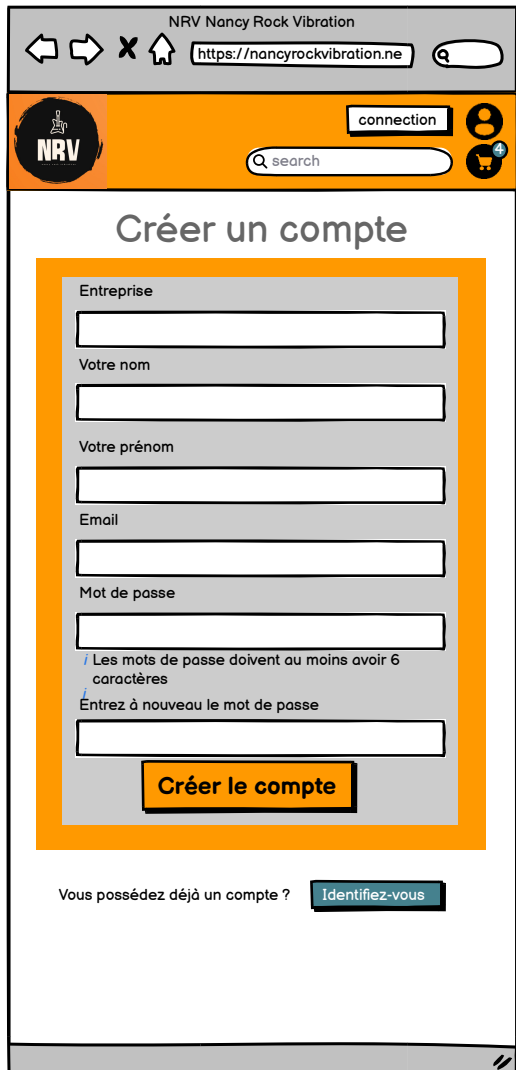 NRV Nancy Rock Vibration
https://nancyrockvibration.ne
connection
NRV
search
4
Créer un compte
Entreprise
Votre nom
Votre prénom
Email
Mot de passe
i Les mots de passe doivent au moins avoir 6
caractères
i
Entrez à nouveau le mot de passe
Créer le compte
Vous possédez déjà un compte ?
Identifiez-vous